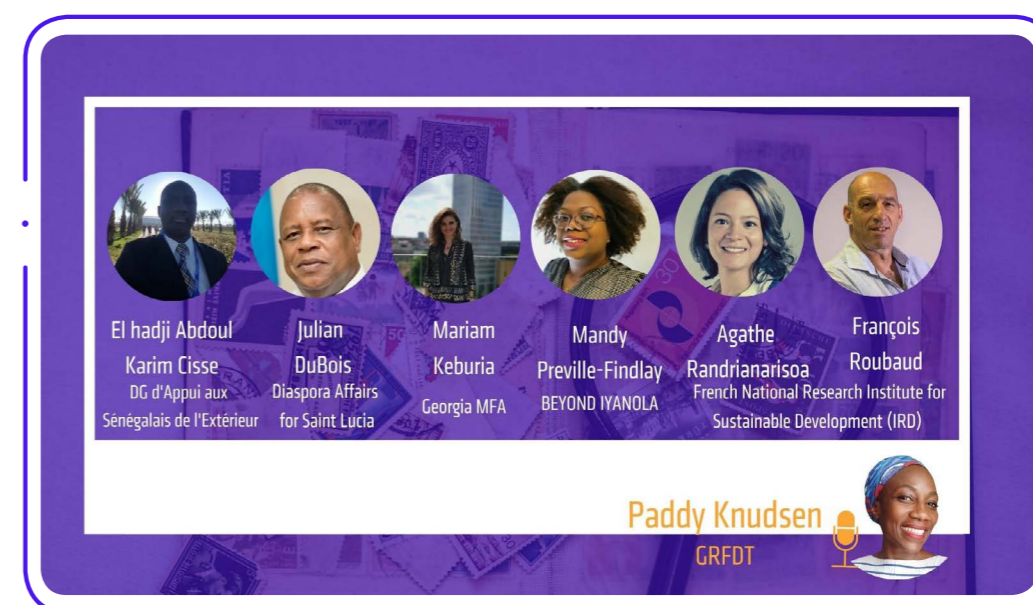 El hadji Abdoul
Karim Cisse
DG d'Appui aux
Sénégalais de l'Extérieur
Julian
DuBois
Diaspora Affairs
for Saint Lucia
Mariam
Keburia
Georgia MFA
Mandy
Preville-Findlay
BEYOND IYANOLA
Agathe
Randrianarisoa
François
Roubaud
French National Research Institute for
Sustainable Development (IRD)
Paddy Knudsen
GRFDT